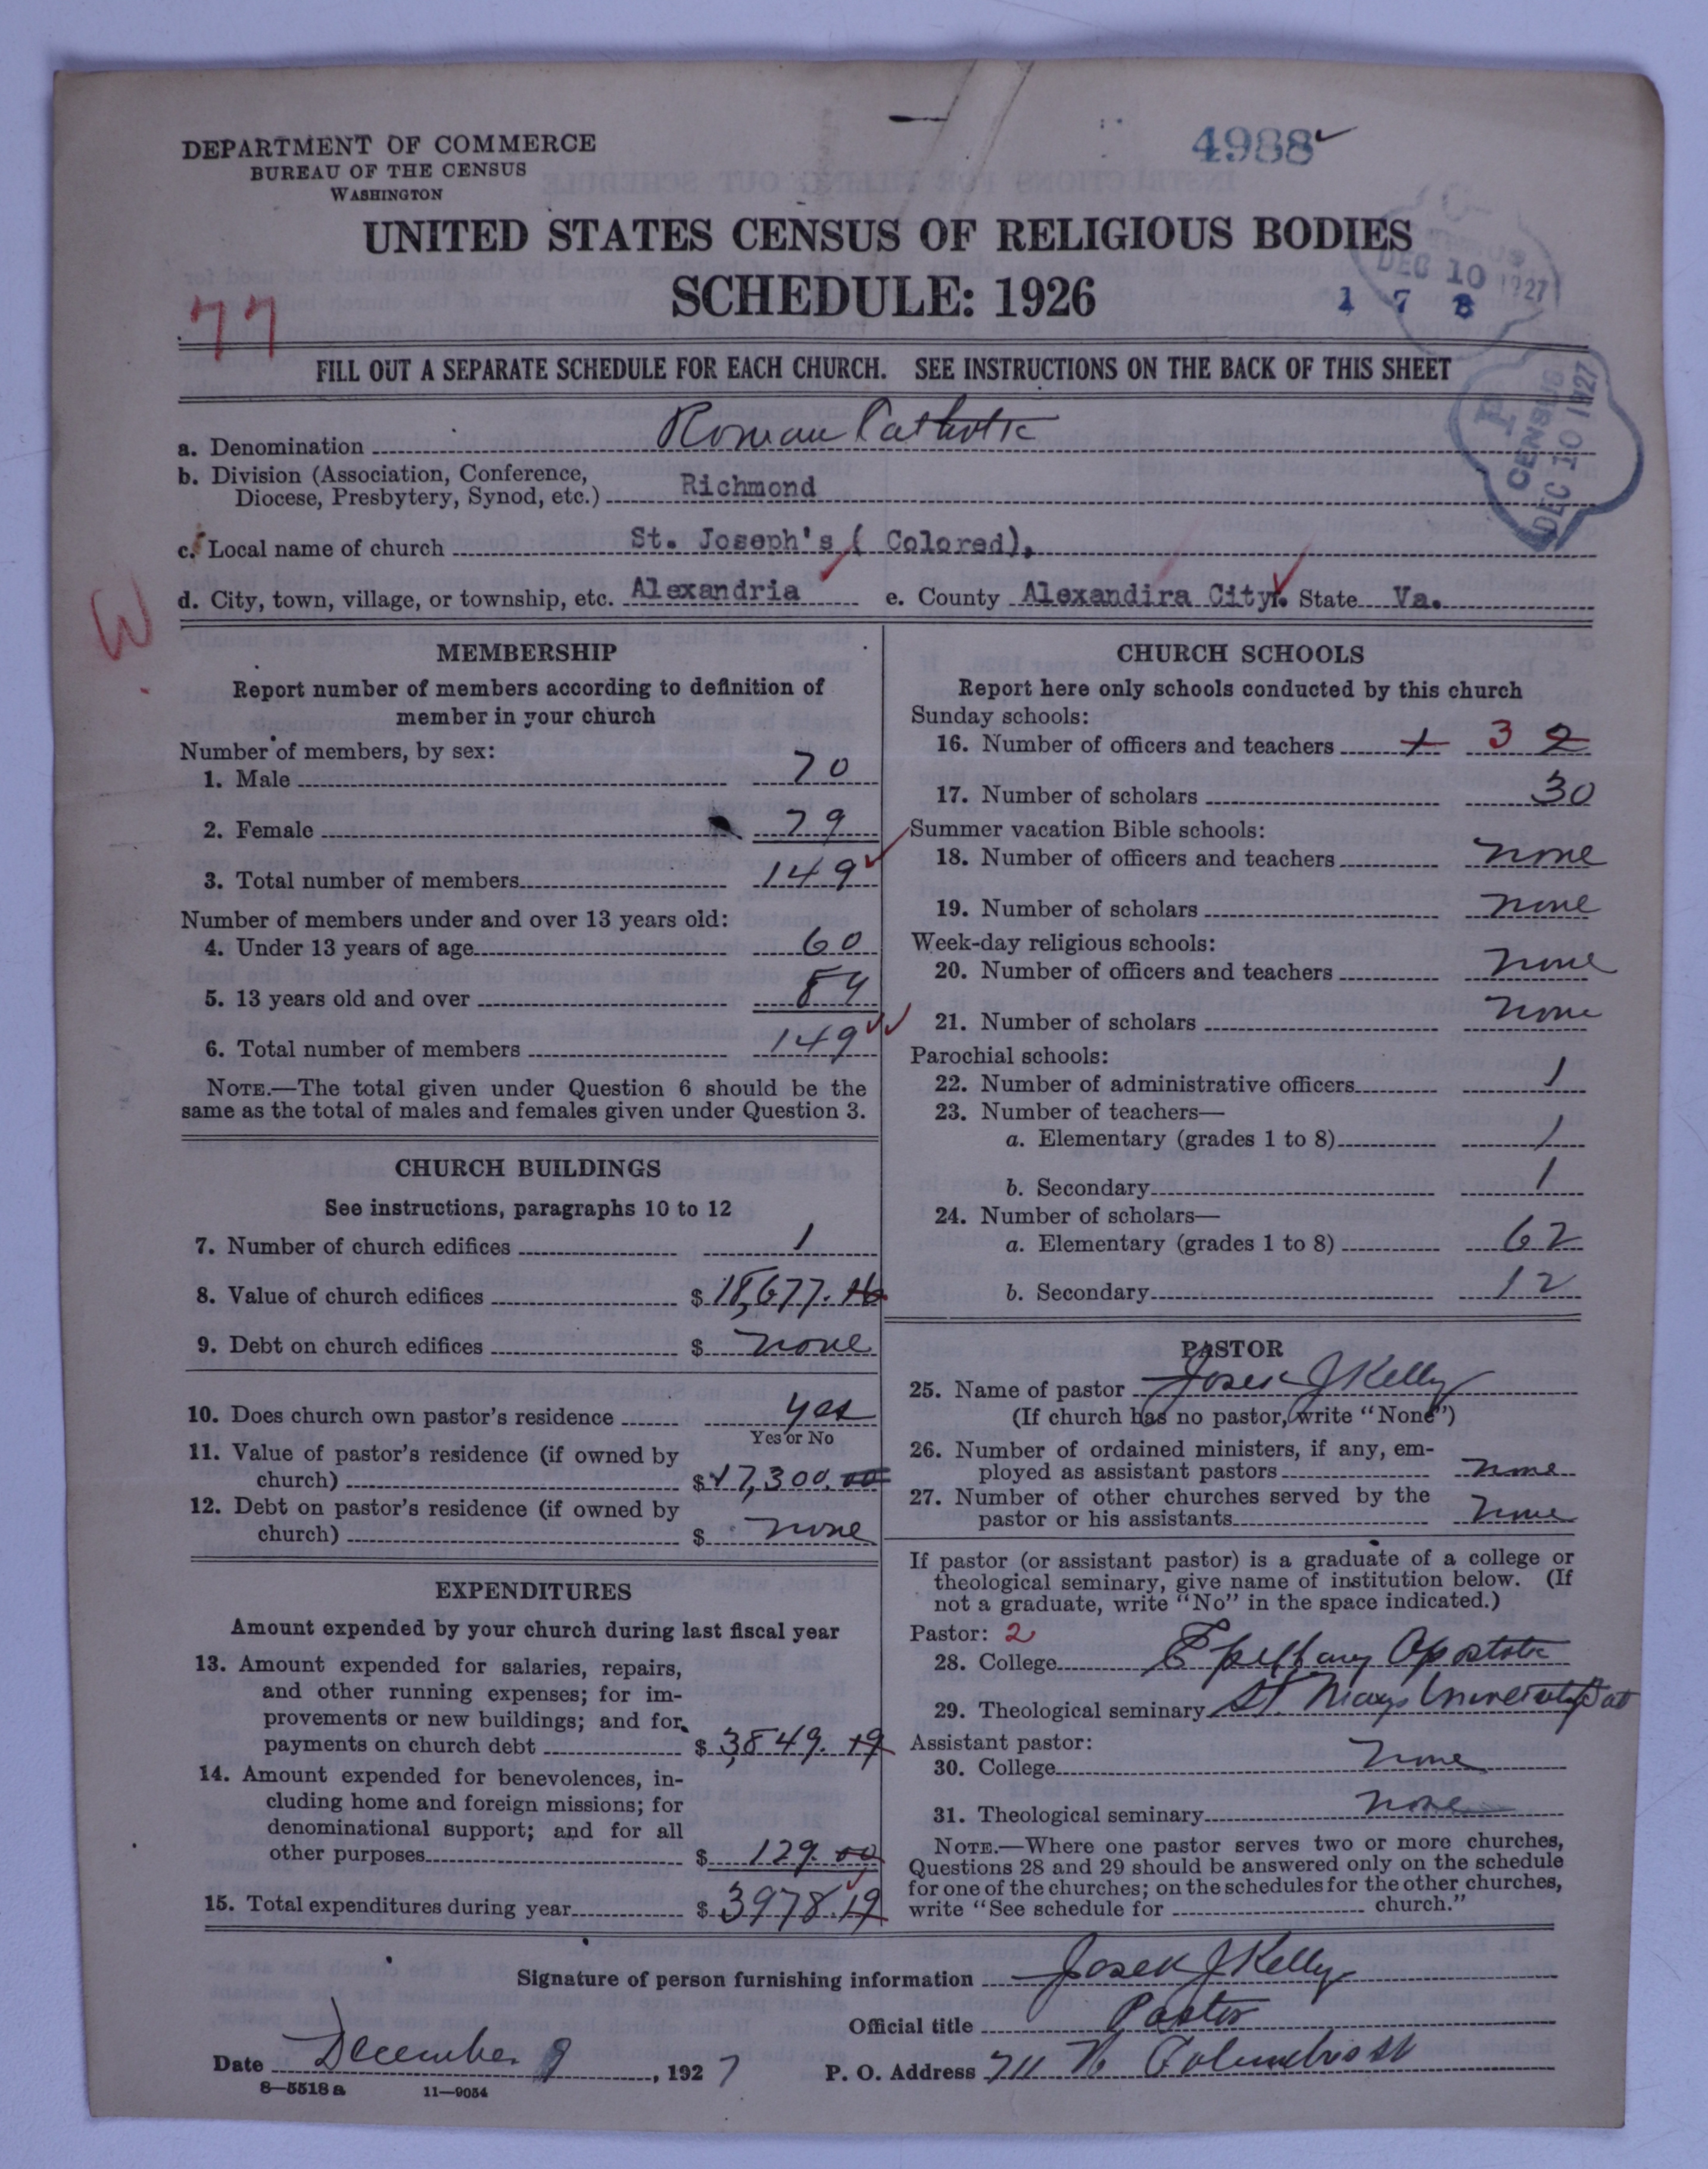 DEPARTMENT OF COMMERCE
BUREAU OF THE CENSUS
WASHINGTON
4988
UNITED STATES CENSUS OF RELIGIOUS BODIES
SCHEDULE: 1926
DEC 10 1927
1 7 8
77
FILL OUT A SEPARATE SCHEDULE FOR EACH CHURCH. SEE INSTRUCTIONS ON THE BACK OF THIS SHEET
CENSUS
DEC 10 1927
a. Denomination Roman Catholic
b. Division (Association, Conference,
Diocese, Presbytery, Synod, etc.) Richmond
c. Local name of church St. Joseph's ( Colored),
d. City, town, village, or township, etc. Alexandria e. County Alexandira City. State Va.
W
MEMBERSHIP
Report number of members according to definition of
member in your church
Number of members, by sex:
1. Male 70
2. Female 79
3. Total number of members 149
Number of members under and over 13 years old:
4. Under 13 years of age 60
5. 13 years old and over 89
6. Total number of members 149
NOTE.—The total given under Question 6 should be the
same as the total of males and females given under Question 3.
CHURCH BUILDINGS
See instructions, paragraphs 10 to 12
7. Number of church edifices 1
8. Value of church edifices $ 18,677.16
9. Debt on church edifices $ none
10. Does church own pastor's residence yes
Yes or No
11. Value of pastor's residence (if owned by
church) $ 17,300.00
12. Debt on pastor's residence (if owned by
church) $ none
EXPENDITURES
Amount expended by your church during last fiscal year
13. Amount expended for salaries, repairs,
and other running expenses; for im-
provements or new buildings; and for
payments on church debt $ 3849.19
14. Amount expended for benevolences, in-
cluding home and foreign missions; for
denominational support; and for all
other purposes $ 129.00
15. Total expenditures during year $ 3978.19
CHURCH SCHOOLS
Report here only schools conducted by this church
Sunday schools:
16. Number of officers and teachers 1 3 2
17. Number of scholars 30
Summer vacation Bible schools:
18. Number of officers and teachers none
19. Number of scholars none
Week-day religious schools:
20. Number of officers and teachers none
21. Number of scholars none
Parochial schools:
22. Number of administrative officers 1
23. Number of teachers—
a. Elementary (grades 1 to 8) 1
b. Secondary 1
24. Number of scholars—
a. Elementary (grades 1 to 8) 62
b. Secondary 12
PASTOR
25. Name of pastor Joseph J Kelly
(If church has no pastor, write "None")
26. Number of ordained ministers, if any, em-
ployed as assistant pastors none
27. Number of other churches served by the
pastor or his assistants none
If pastor (or assistant pastor) is a graduate of a college or
theological seminary, give name of institution below. (If
not a graduate, write "No" in the space indicated.)
Pastor: 2
28. College Epiphany Apostolic
29. Theological seminary St. Marys University Balt
Assistant pastor:
30. College none
31. Theological seminary none
NOTE.—Where one pastor serves two or more churches,
Questions 28 and 29 should be answered only on the schedule
for one of the churches; on the schedules for the other churches,
write "See schedule for church."
Signature of person furnishing information Joseph J Kelly
Official title Pastor
Date December 9, 1927 P. O. Address 711 N. Columbus St
8—5518a 11—9054